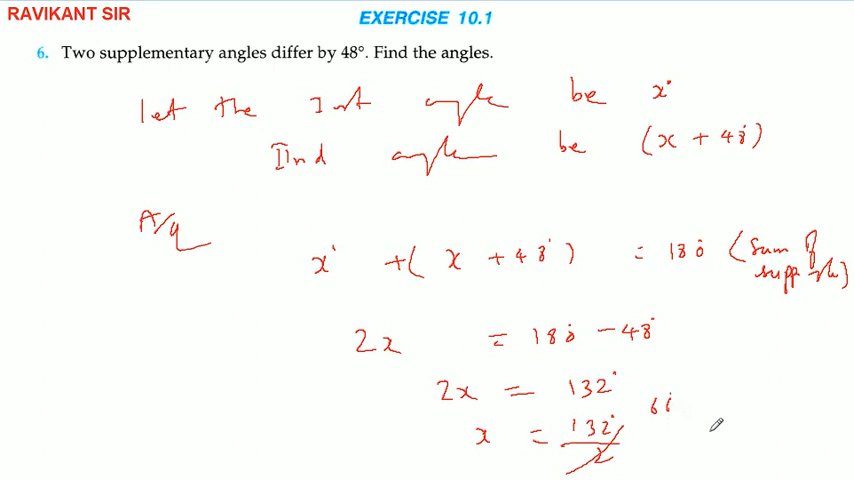 RAVIKANT SIR
EXERCISE 10.1
6. Two supplementary angles differ by 48°. Find the angles.
let the Ist angle be x°
IInd angle be (x + 48°)
A/q
x° + (x + 48°) = 180° (Sum of
supp
2x = 180° - 48°
2x = 132°
x = 132°/2